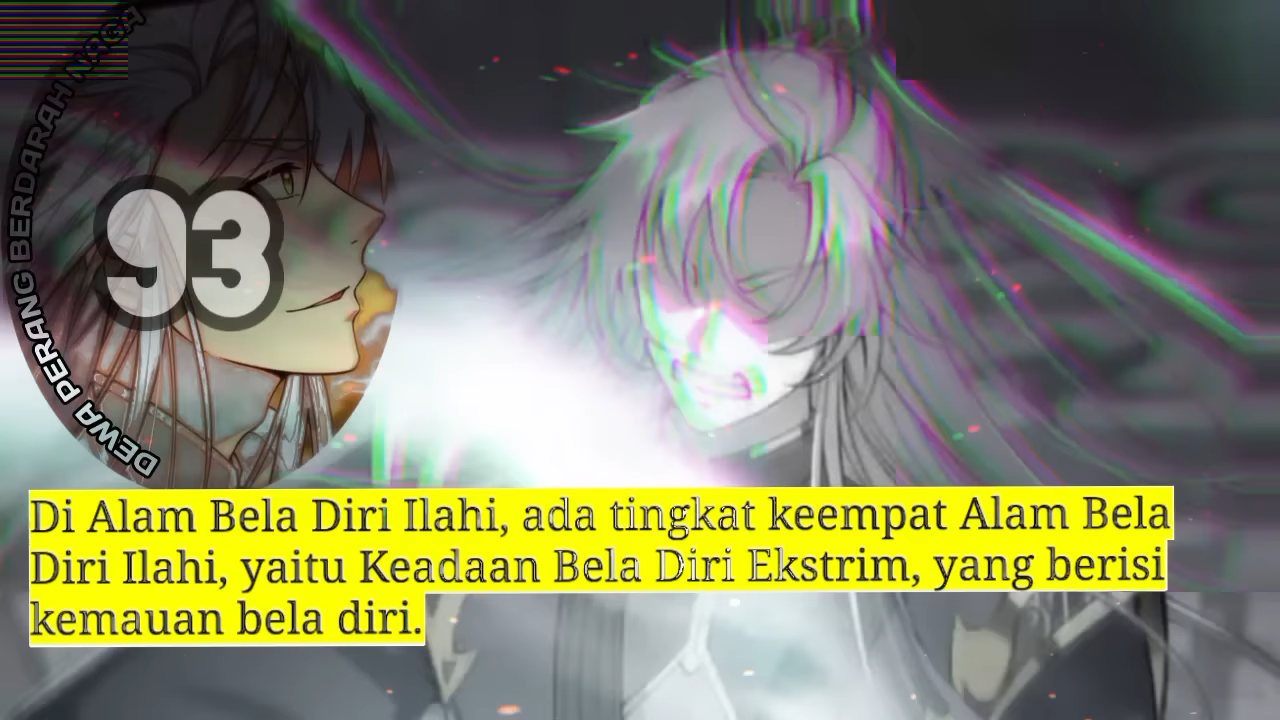 DEWA PERANG BERDARAH NAGA
93
Di Alam Bela Diri Ilahi, ada tingkat keempat Alam Bela
Diri Ilahi, yaitu Keadaan Bela Diri Ekstrim, yang berisi
kemauan bela diri.